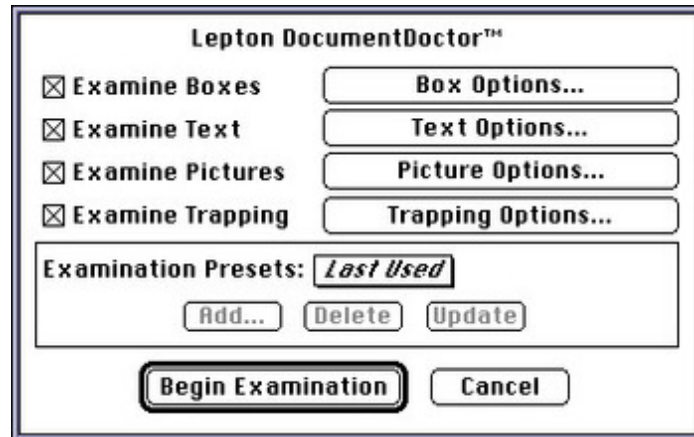 Lepton DocumentDoctor™
Examine Boxes Box Options...
Examine Text Text Options...
Examine Pictures Picture Options...
Examine Trapping Trapping Options...
Examination Presets: Last Used
Add... Delete Update
Begin Examination Cancel